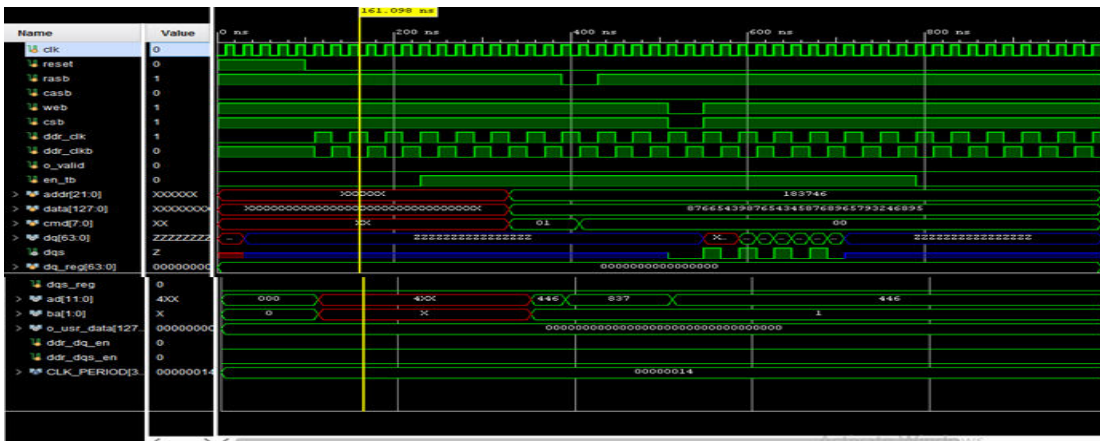 161.098 ns
Name Value 0 ns 200 ns 400 ns 600 ns 800 ns
clk 0
reset 0
rasb 1
casb 0
web 1
csb 1
ddr_clk 1
ddr_clkb 0
o_valid 0
en_tb 0
addr[21:0] XXXXXX XXXXXX 183746
data[127:0] XXXXXXXX XXXXXXXXXXXXXXXXXXXXXXXXXXXXXXXX 87665439876543458768965793246895
cmd[7:0] XX XX 01 00
dq[63:0] ZZZZZZZZ ZZZZZZZZZZZZZZZZ X... ZZZZZZZZZZZZZZZZ
dqs Z
dq_reg[63:0] 00000000 0000000000000000
dqs_reg 0
ad[11:0] 4XX 000 4XX 446 837 446
ba[1:0] X 0 X 1
o_usr_data[127... 00000000 00000000000000000000000000000000
ddr_dq_en 0
ddr_dqs_en 0
CLK_PERIOD[3... 00000014 00000014